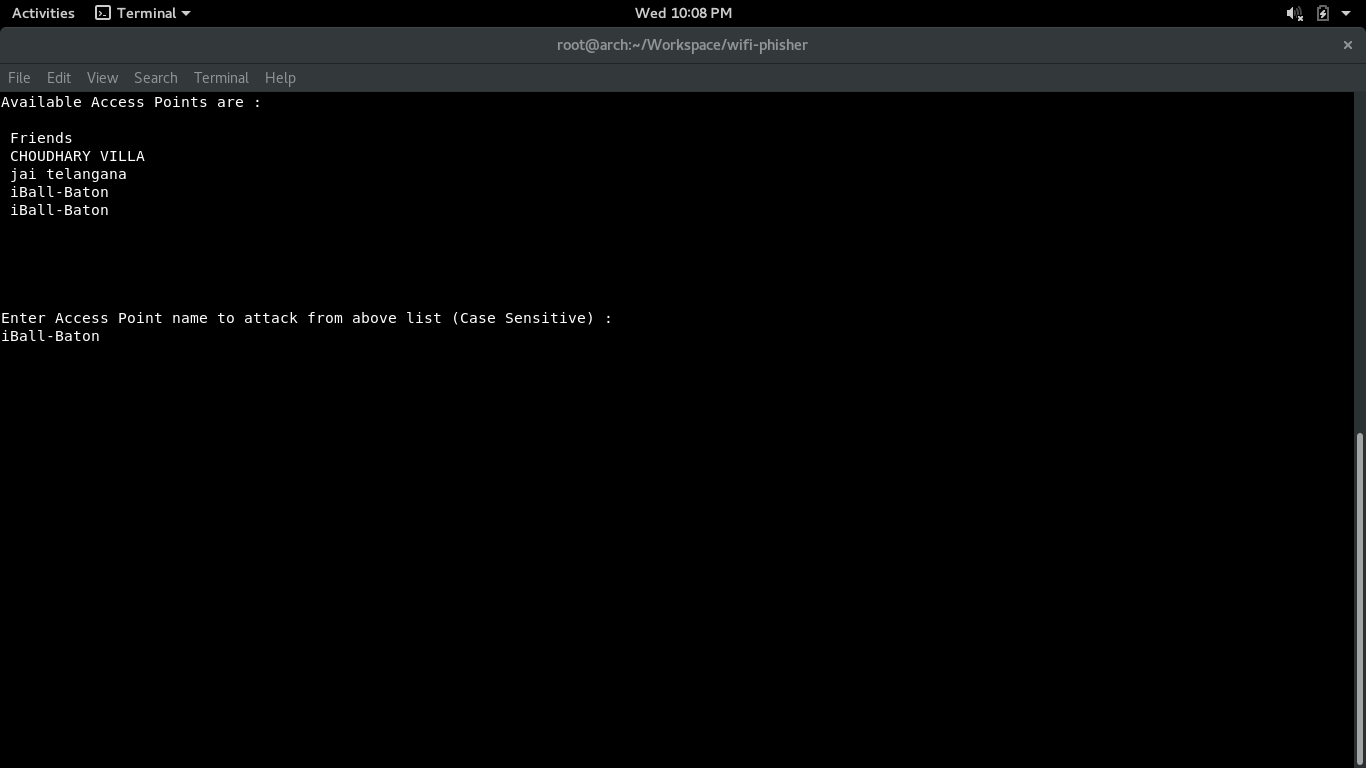 Activities Terminal Wed 10:08 PM
root@arch:~/Workspace/wifi-phisher ×
File Edit View Search Terminal Help
Available Access Points are :
Friends
CHOUDHARY VILLA
jai telangana
iBall-Baton
iBall-Baton
Enter Access Point name to attack from above list (Case Sensitive) :
iBall-Baton